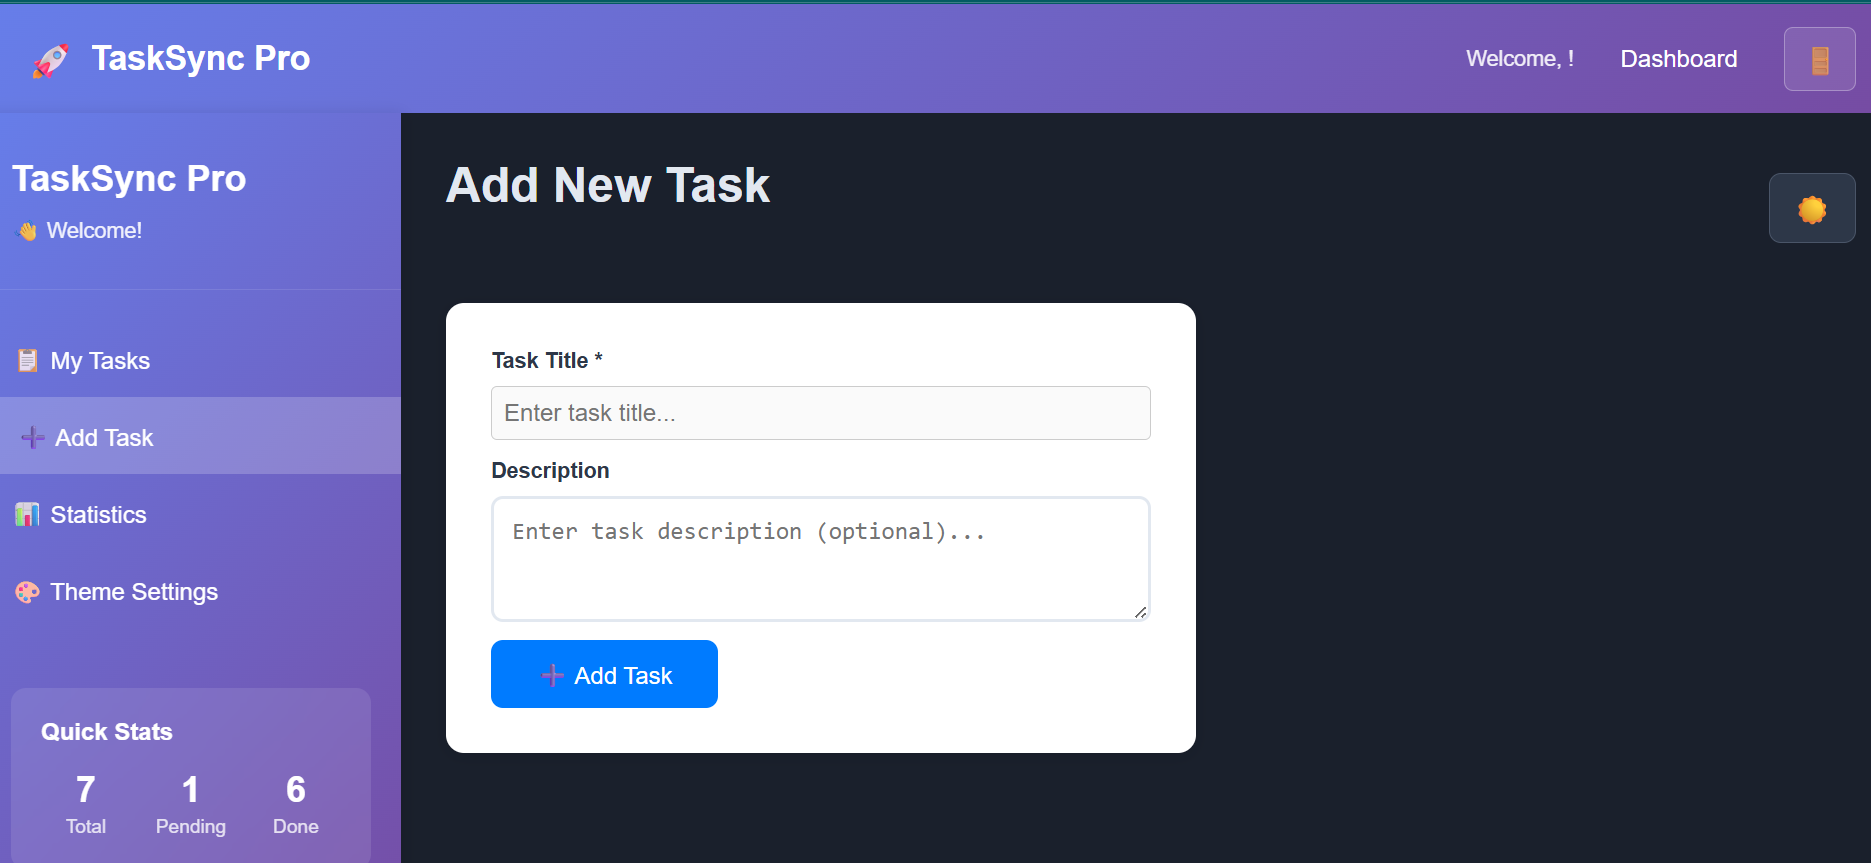 TaskSync Pro
Welcome, !
Dashboard
TaskSync Pro
Welcome!
My Tasks
Add Task
Statistics
Theme Settings
Quick Stats
7 1 6
Total Pending Done
Add New Task
Task Title *
Enter task title...
Description
Enter task description (optional)...
Add Task